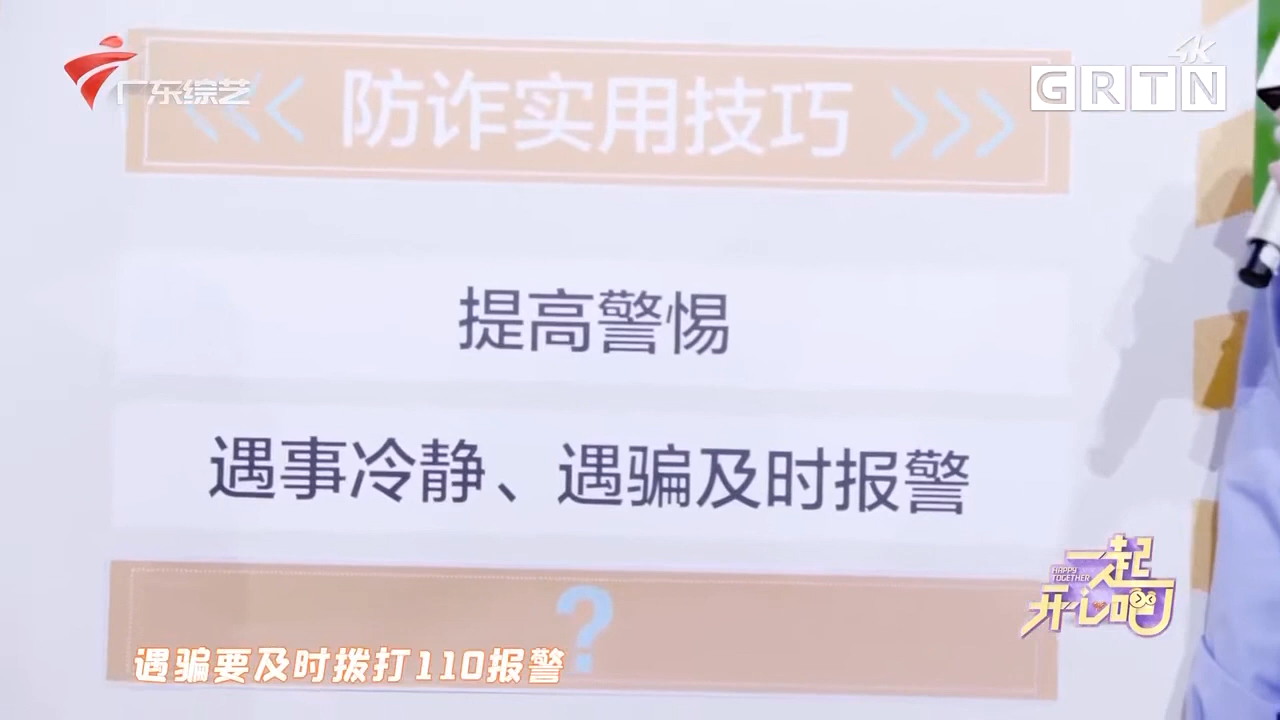 广东综艺
4K
GRTN
防诈实用技巧
提高警惕
遇事冷静、遇骗及时报警
?
一起
HAPPY
TOGETHER
开心吧
遇骗要及时拨打110报警